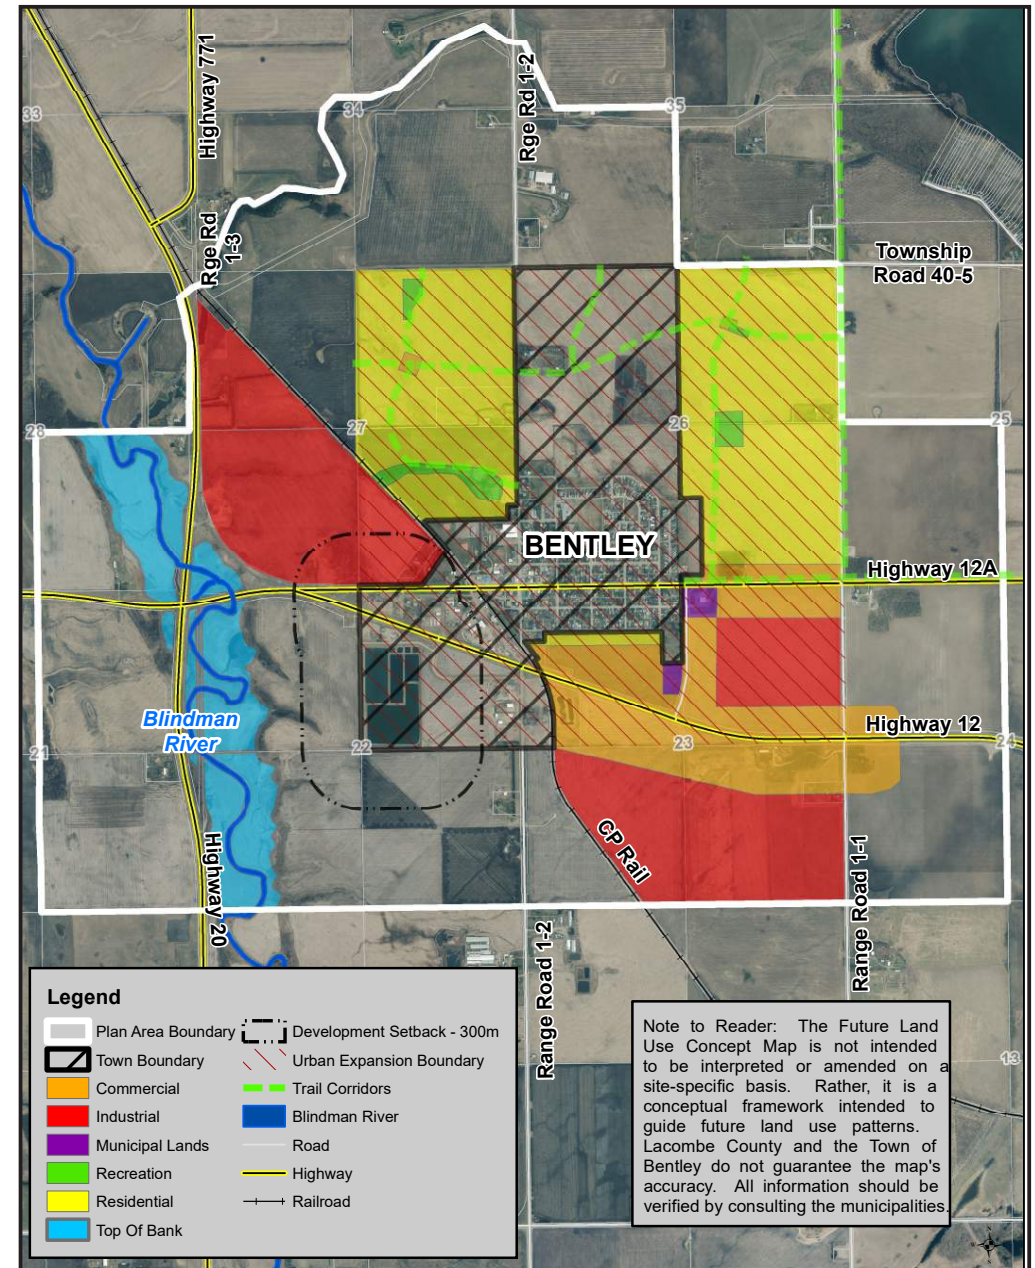 Highway 771
Rge Rd 1-2
33
34
35
Rge Rd
1-3
Township
Road 40-5
28
27
26
25
BENTLEY
Highway 12A
Blindman
River
Highway 12
21
22
23
24
CP Rail
Highway 20
Range Road 1-2
Range Road 1-1
13
Legend
Plan Area Boundary
Town Boundary
Commercial
Industrial
Municipal Lands
Recreation
Residential
Top Of Bank
Development Setback - 300m
Urban Expansion Boundary
Trail Corridors
Blindman River
Road
Highway
Railroad
Note to Reader: The Future Land
Use Concept Map is not intended
to be interpreted or amended on a
site-specific basis. Rather, it is a
conceptual framework intended to
guide future land use patterns.
Lacombe County and the Town of
Bentley do not guarantee the map's
accuracy. All information should be
verified by consulting the municipalities.